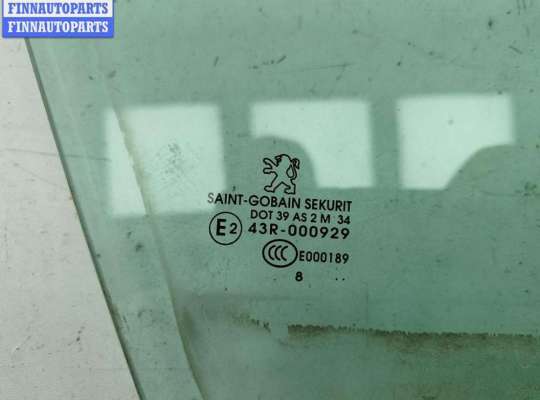 FINNAUTOPARTS
FINNAUTOPARTS
SAINT-GOBAIN SEKURIT
DOT 39 AS 2 M 34
E2 43R-000929
CCC E000189
8 ..